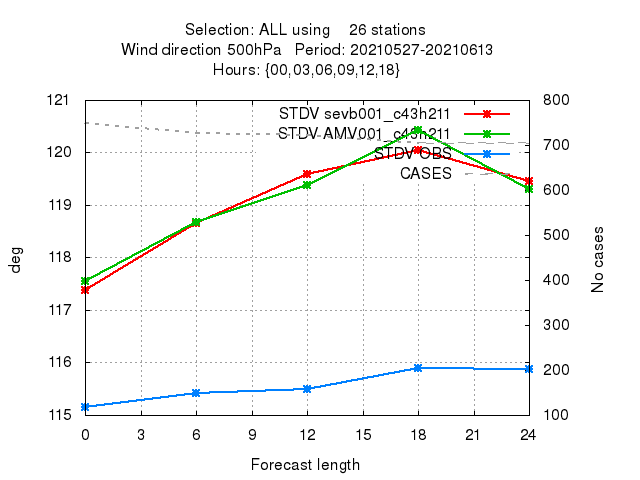 Selection: ALL using 26 stations
Wind direction 500hPa Period: 20210527-20210613
Hours: {00,03,06,09,12,18}
121
120
119
118
117
116
115
deg
800
700
600
500
400
300
200
100
No cases
STDV sevb001_c43h211
STDV AMV001_c43h211
STDV OBS
CASES
0 3 6 9 12 15 18 21 24
Forecast length